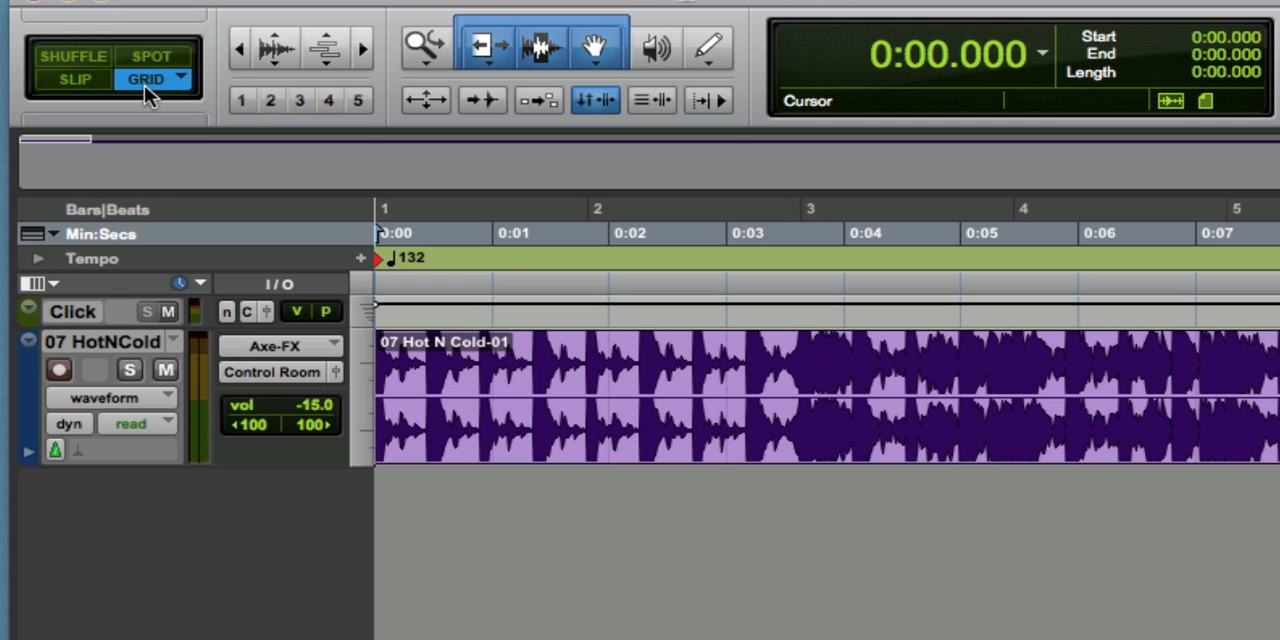 SHUFFLE SPOT
SLIP GRID
1 2 3 4 5
0:00.000
Start 0:00.000
End 0:00.000
Length 0:00.000
Cursor
Bars|Beats 1 2 3 4 5
Min:Secs 0:00 0:01 0:02 0:03 0:04 0:05 0:06 0:07
Tempo + 132
I/O
Click S M n C V P
07 HotNCold
Axe-FX
S M
Control Room
waveform
vol -15.0
dyn read
100 100
07 Hot N Cold-01